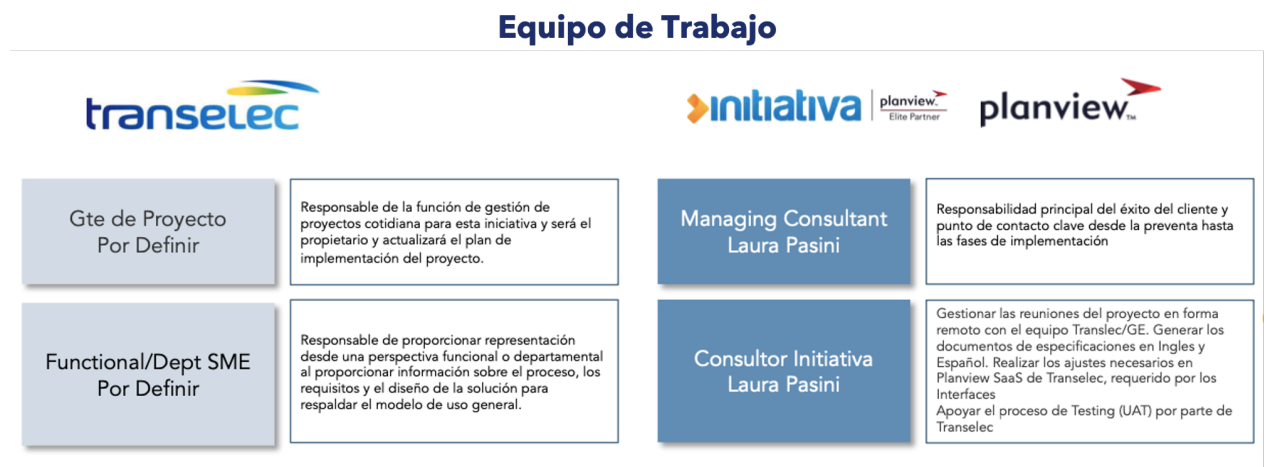 Equipo de Trabajo
transelec
initiativa
planview™
Elite Partner
planview™
Gte de Proyecto
Por Definir
Responsable de la función de gestión de
proyectos cotidiana para esta iniciativa y será el
propietario y actualizará el plan de
implementación del proyecto.
Managing Consultant
Laura Pasini
Responsabilidad principal del éxito del cliente y
punto de contacto clave desde la preventa hasta
las fases de implementación
Functional/Dept SME
Por Definir
Responsable de proporcionar representación
desde una perspectiva funcional o departamental
al proporcionar información sobre el proceso, los
requisitos y el diseño de la solución para
respaldar el modelo de uso general.
Consultor Initiativa
Laura Pasini
Gestionar las reuniones del proyecto en forma
remoto con el equipo Translec/GE. Generar los
documentos de especificaciones en Ingles y
Español. Realizar los ajustes necesarios en
Planview SaaS de Transelec, requerido por los
Interfaces
Apoyar el proceso de Testing (UAT) por parte de
Transelec